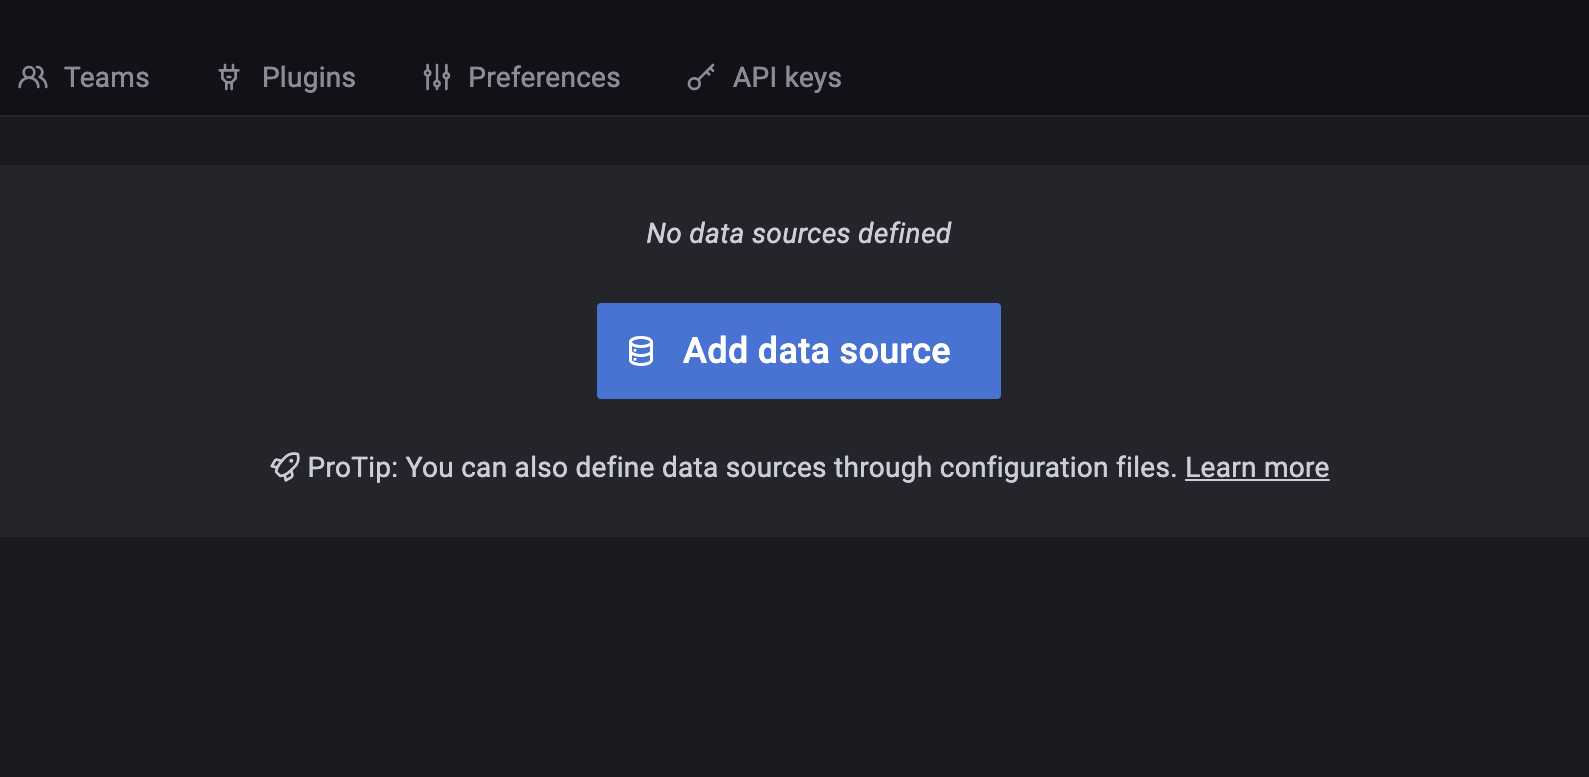 Teams Plugins Preferences API keys
No data sources defined
Add data source
ProTip: You can also define data sources through configuration files. Learn more